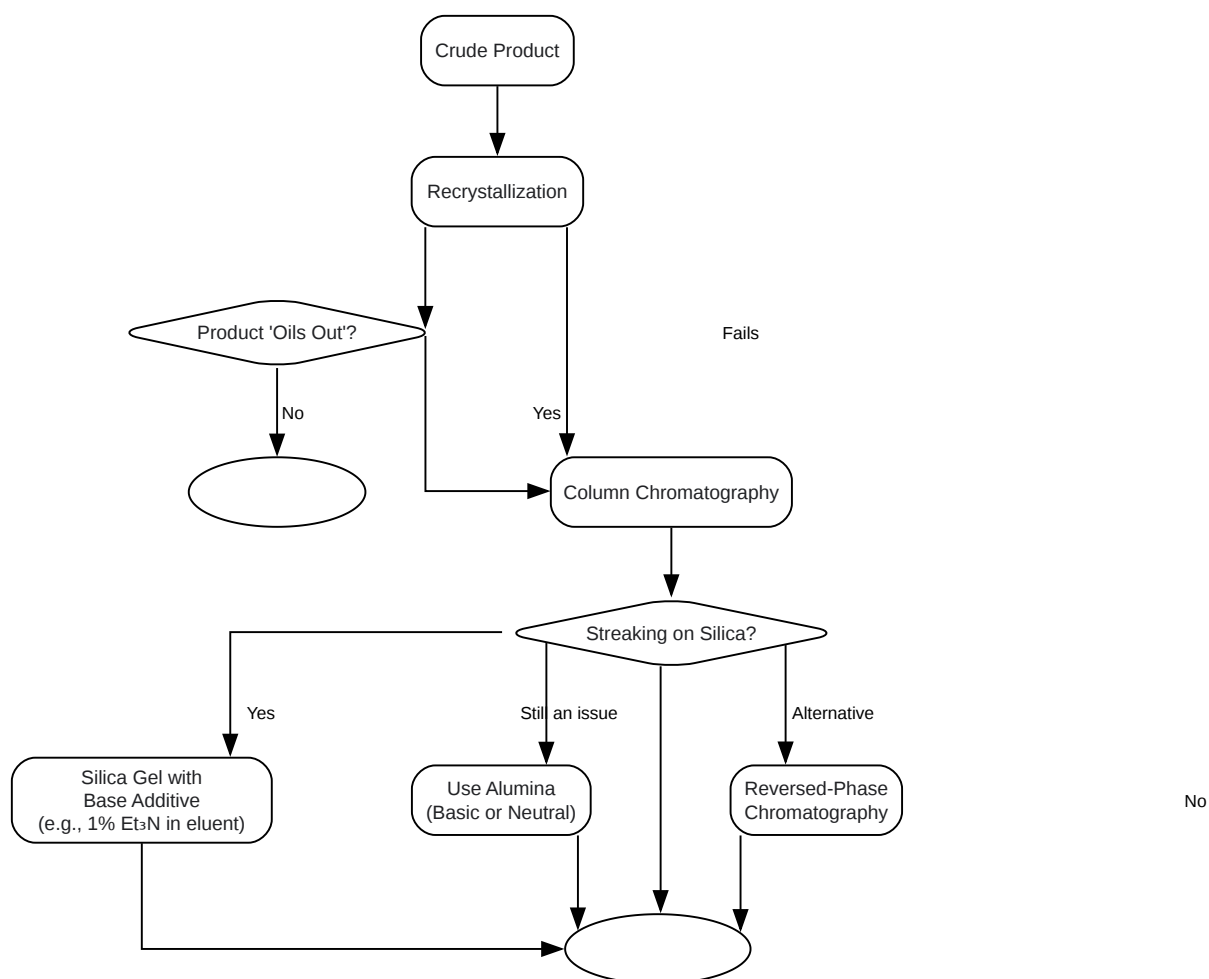 Crude Product
Recrystallization
Product 'Oils Out'?
Fails
No
Yes
Column Chromatography
Streaking on Silica?
Yes
Still an issue
Alternative
Silica Gel with
Base Additive
(e.g., 1% Et₃N in eluent)
Use Alumina
(Basic or Neutral)
Reversed-Phase
Chromatography
No